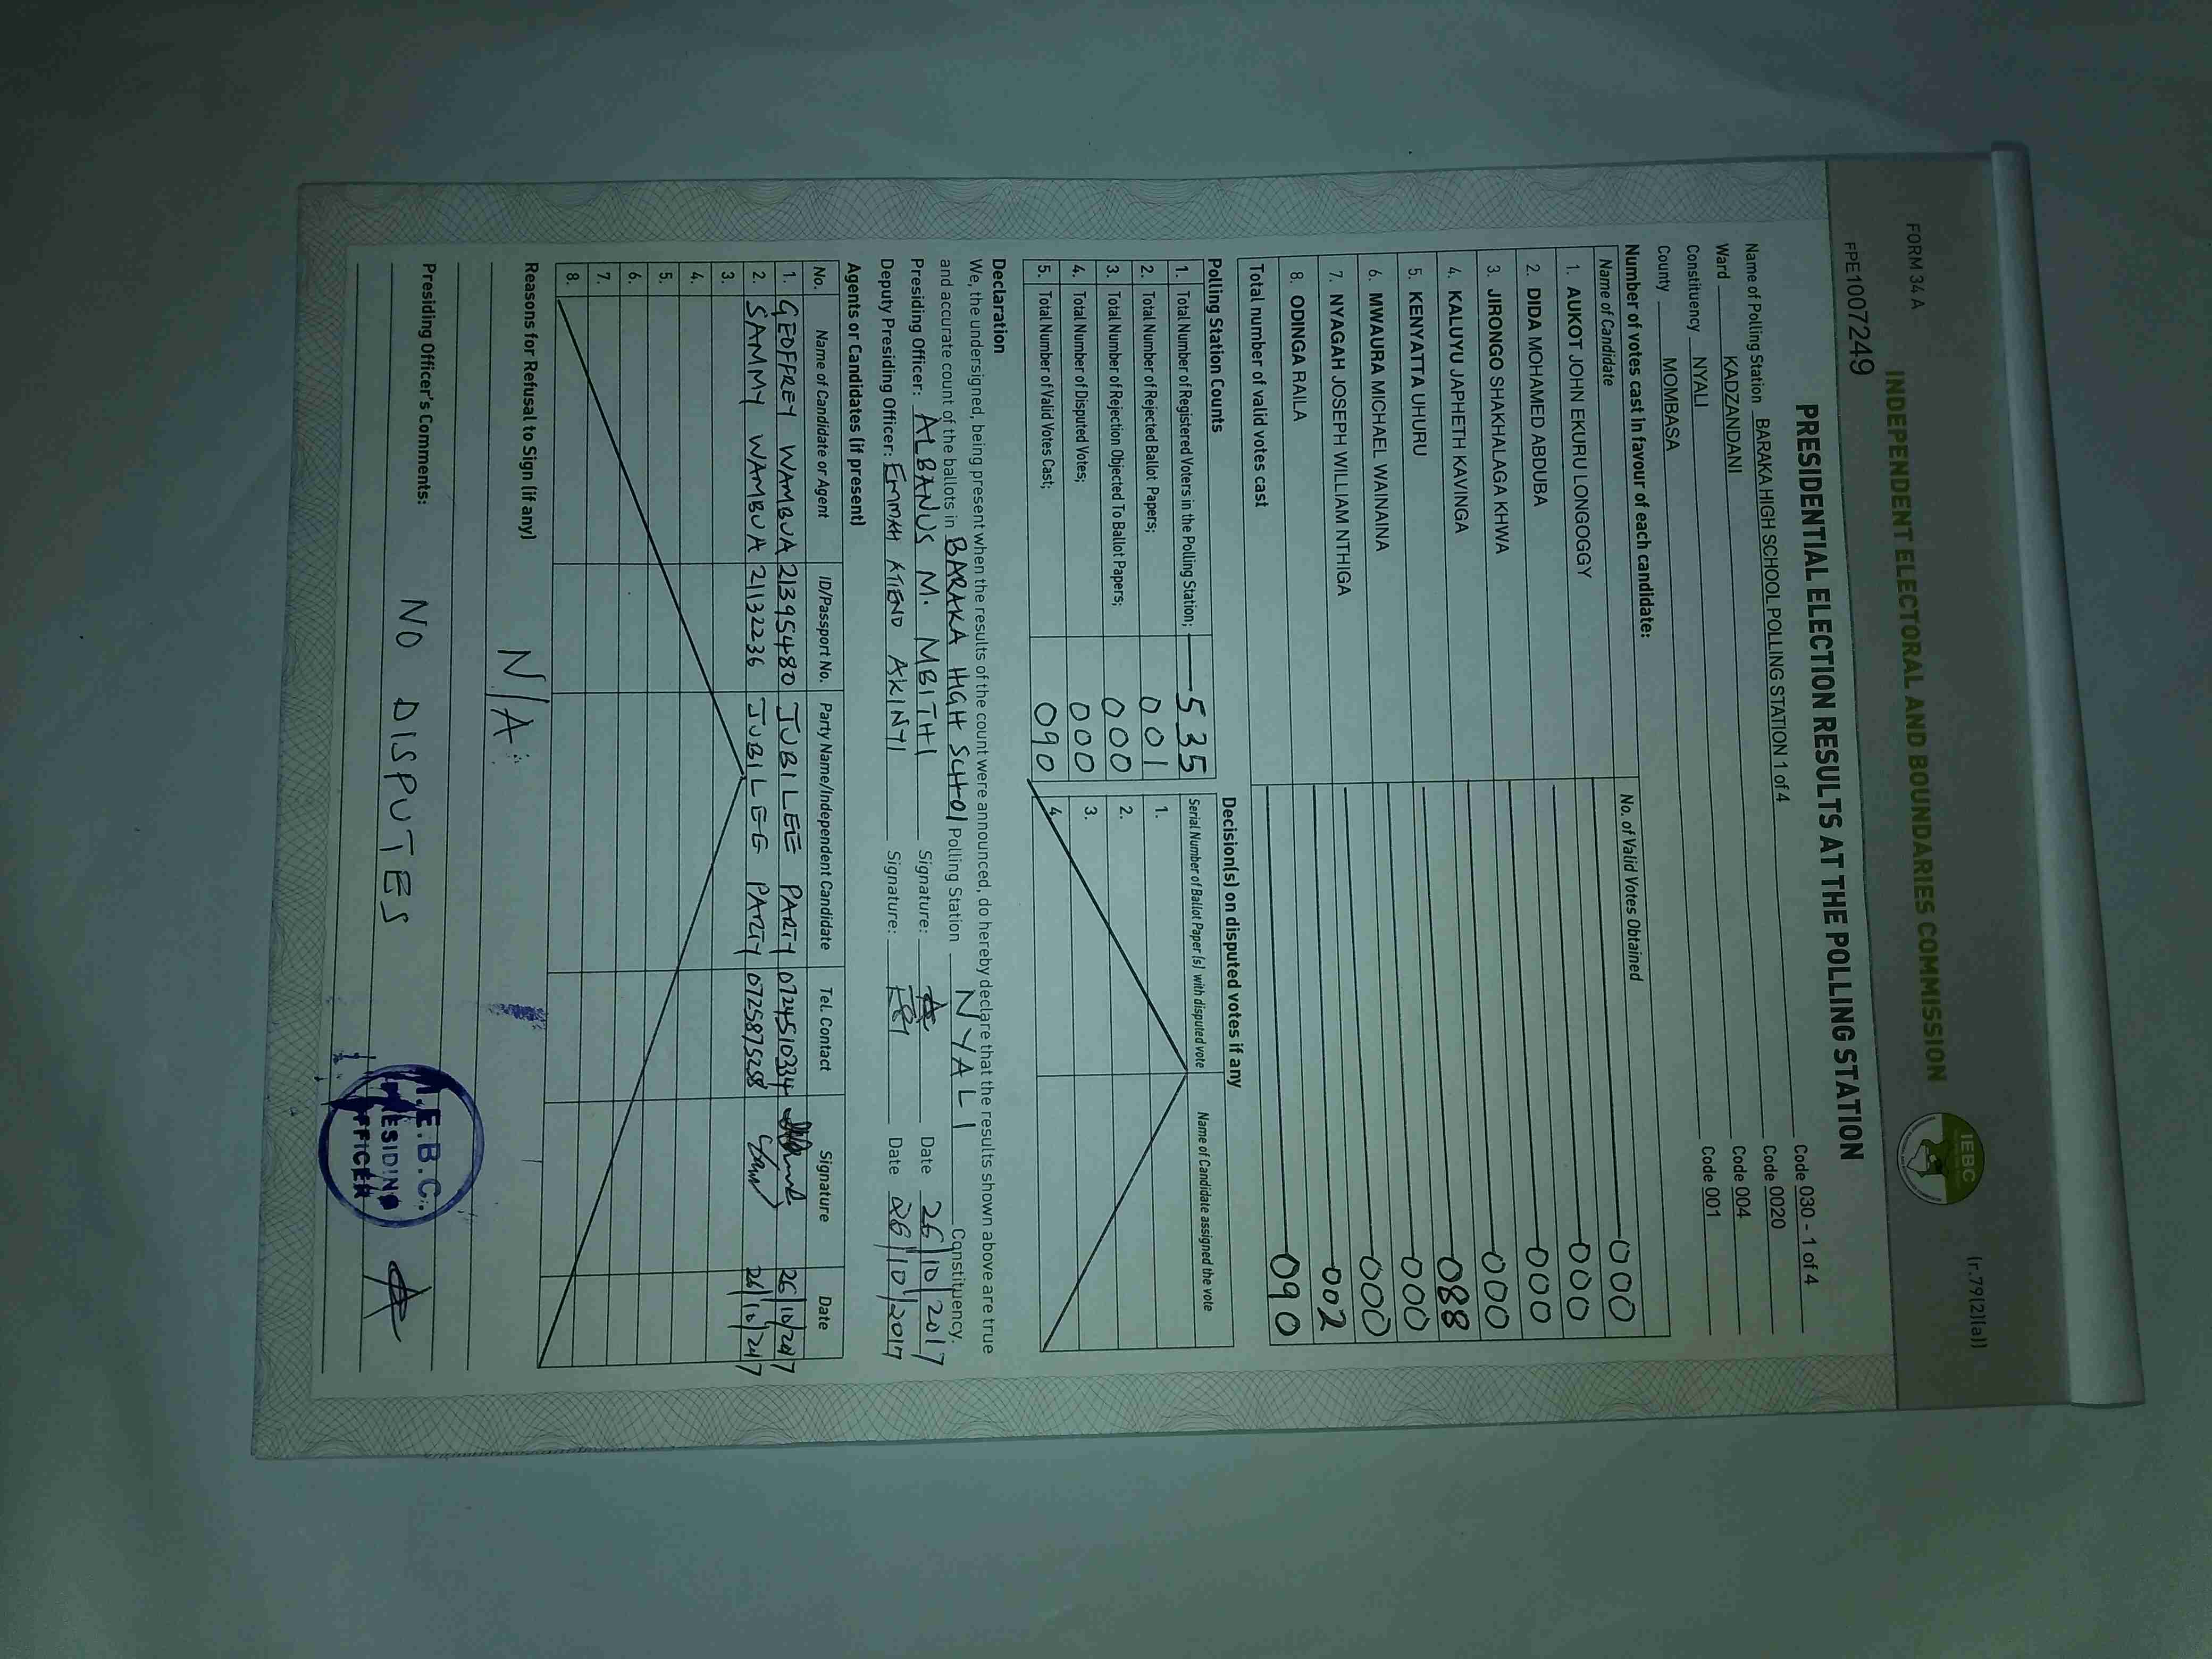 FORM 34 A
(r.79(2)(a))
INDEPENDENT ELECTORAL AND BOUNDARIES COMMISSION
IEBC
FPE1007249
PRESIDENTIAL ELECTION RESULTS AT THE POLLING STATION
Name of Polling Station BARAKA HIGH SCHOOL POLLING STATION 1 of 4 Code 030 - 1 of 4
Ward KADZANDANI Code 0020
Constituency NYALI Code 004
County MOMBASA Code 001
Number of votes cast in favour of each candidate:
Name of Candidate No. of Valid Votes Obtained
1. AUKOT JOHN EKURU LONGOGGY 000
2. DIDA MOHAMED ABDUBA 000
3. JIRONGO SHAKHALAGA KHWA 000
4. KALUYU JAPHETH KAVINGA 000
5. KENYATTA UHURU 088
6. MWAURA MICHAEL WAINAINA 000
7. NYAGAH JOSEPH WILLIAM NTHIGA 000
8. ODINGA RAILA 002
Total number of valid votes cast 090
Polling Station Counts
1. Total Number of Registered Voters in the Polling Station; 535
2. Total Number of Rejected Ballot Papers; 001
3. Total Number of Rejection Objected To Ballot Papers; 000
4. Total Number of Disputed Votes; 000
5. Total Number of Valid Votes Cast; 090
Decision(s) on disputed votes if any
Serial Number of Ballot Paper (s) with disputed vote Name of Candidate assigned the vote
1.
2.
3.
4.
Declaration
We, the undersigned, being present when the results of the count were announced, do hereby declare that the results shown above are true
and accurate count of the ballots in BARAKA HIGH SCHOOl Polling Station NYALI Constituency.
Presiding Officer: ALBANUS M. MBITHI Signature: Date 26/10/2017
Deputy Presiding Officer: EMMAH ATIENO AKINYI Signature: Date 26/10/2017
Agents or Candidates (if present)
No. Name of Candidate or Agent ID/Passport No. Party Name/Independent Candidate Tel. Contact Signature Date
1. GEOFFREY WAMBUA 21395480 JUBILEE PARTY 0724510334 26/10/2017
2. SAMMY WAMBUA 21132236 JUBILEE PARTY 0725875258 26/10/2017
3.
4.
5.
6.
7.
8.
Reasons for Refusal to Sign (if any)
N/A
Presiding Officer's Comments:
NO DISPUTES
I.E.B.C.
PRESIDING
OFFICER